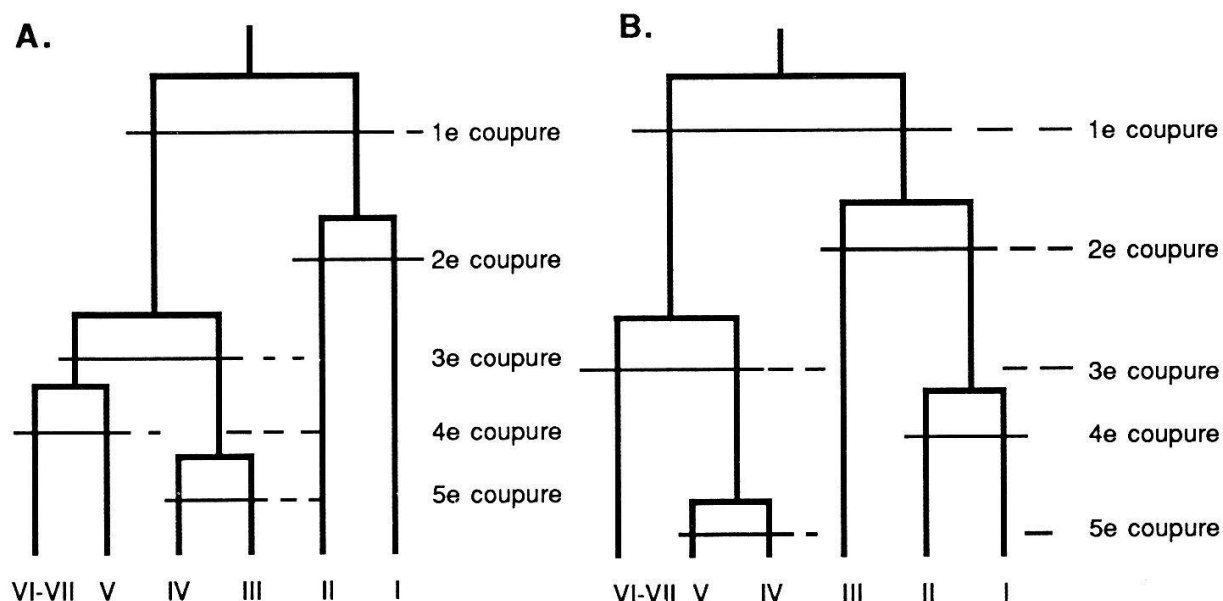 A.
1e coupure
2e coupure
3e coupure
4e coupure
5e coupure
VI-VII V IV III II I
B.
1e coupure
2e coupure
3e coupure
4e coupure
5e coupure
VI-VII V IV III II I